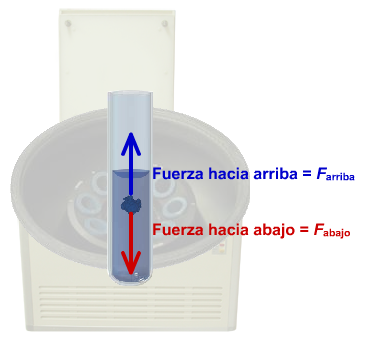 Fuerza hacia arriba = Farriba
Fuerza hacia abajo = Fabajo